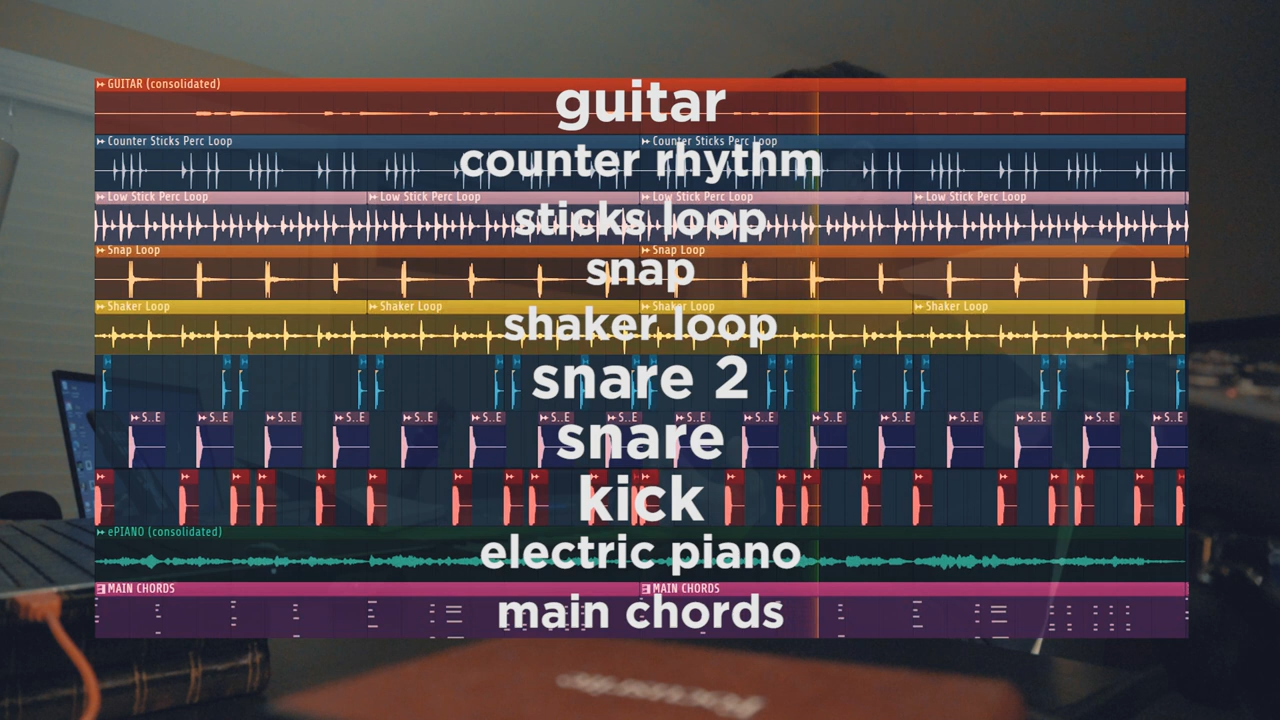 GUITAR (consolidated)
guitar
Counter Sticks Perc Loop Counter Sticks Perc Loop
counter rhythm
Low Stick Perc Loop Low Stick Perc Loop Low Stick Perc Loop Low Stick Perc Loop
sticks loop
Snap Loop Snap Loop
snap
Shaker Loop Shaker Loop Shaker Loop Shaker Loop
shaker loop
snare 2
S..E S..E S..E S..E S..E S..E S..E S..E S..E S..E S..E S..E S..E S..E S..E S..E
snare
kick
ePIANO (consolidated)
electric piano
MAIN CHORDS MAIN CHORDS
main chords